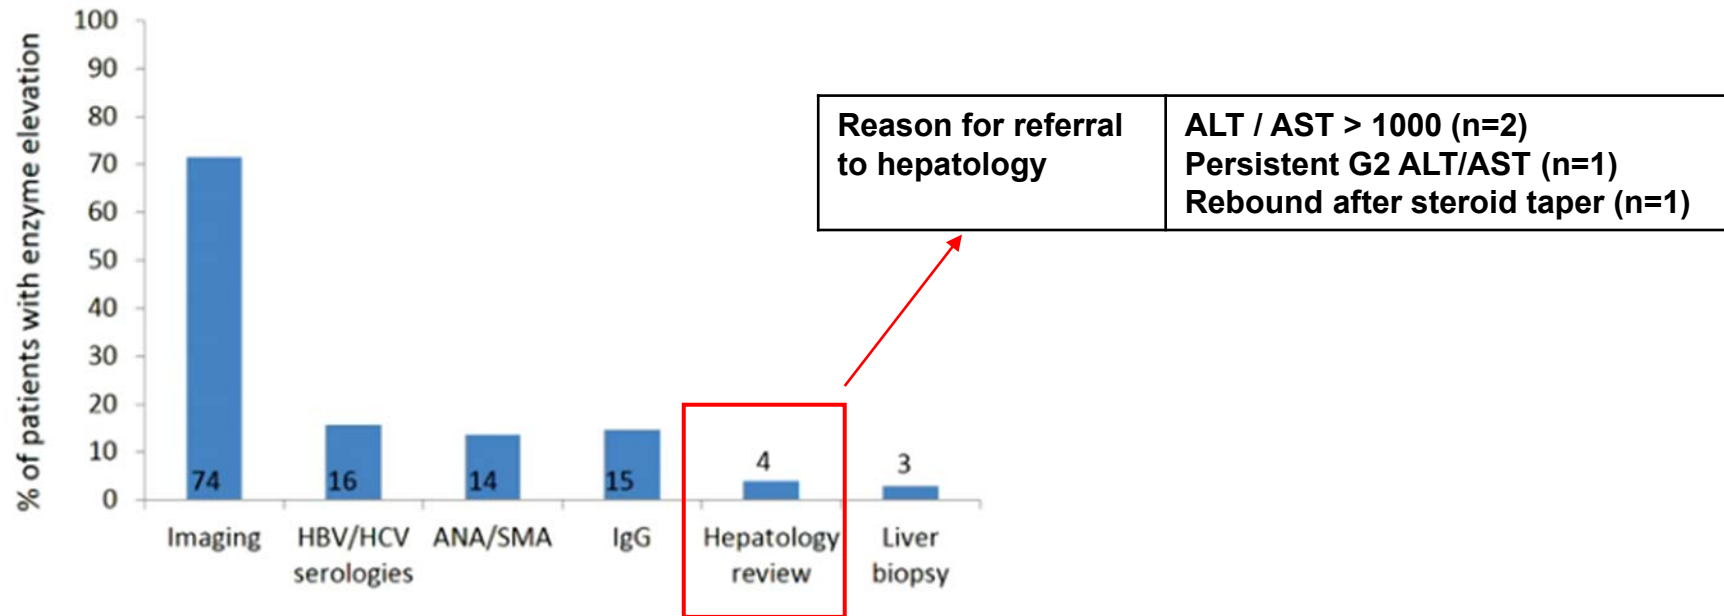 % of patients with enzyme elevation
100
90
80
70
60
50
40
30
20
10
0
74
16
14
15
4
3
Imaging
HBV/HCV
serologies
ANA/SMA
IgG
Hepatology
review
Liver
biopsy
Reason for referral
to hepatology
ALT / AST > 1000 (n=2)
Persistent G2 ALT/AST (n=1)
Rebound after steroid taper (n=1)